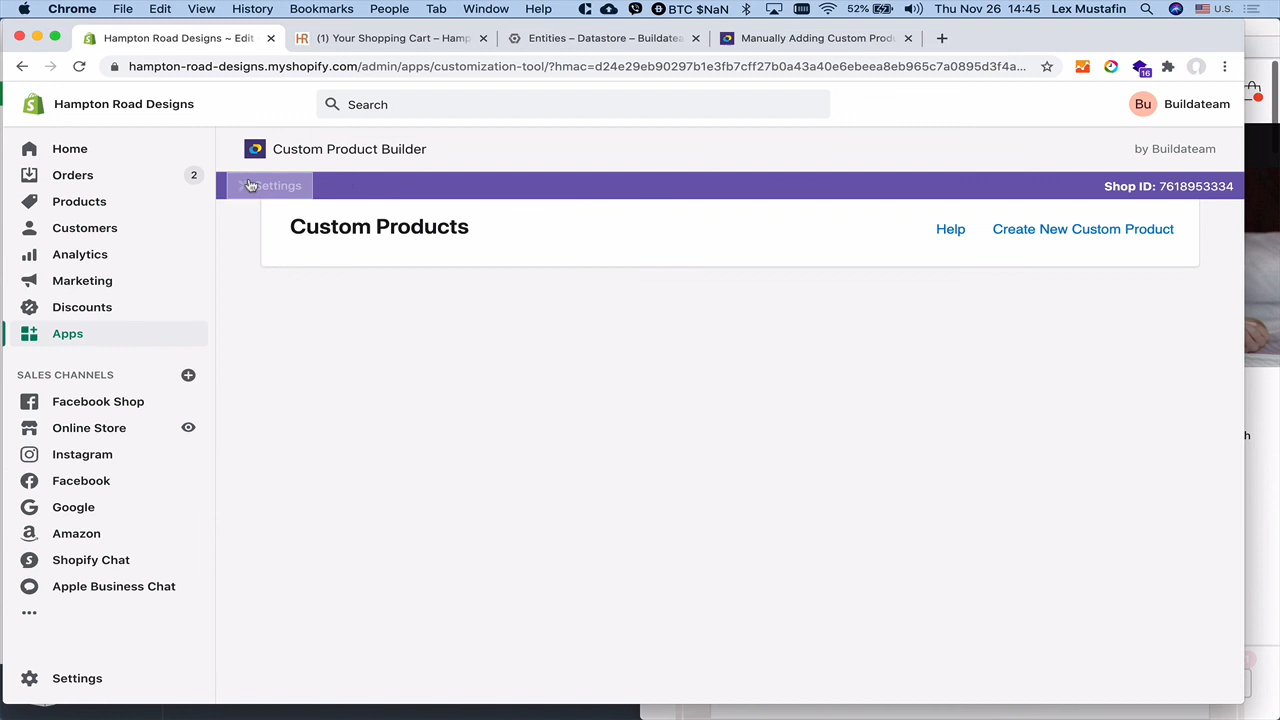 Chrome File Edit View History Bookmarks People Tab Window Help BTC $NaN 52% Thu Nov 26 14:45 Lex Mustafin U.S.
Hampton Road Designs ~ Edit
(1) Your Shopping Cart – Hamp
Entities – Datastore – Buildatea
Manually Adding Custom Produ
hampton-road-designs.myshopify.com/admin/apps/customization-tool/?hmac=d24e29eb90297b1e3fb7cff27b0a43a40e6ebeea8eb965c7a0895d3f4a...
16
Hampton Road Designs
Search
Bu Buildateam
Home
Custom Product Builder
by Buildateam
Orders 2
Settings
Shop ID: 7618953334
Products
Customers
Custom Products
Help
Create New Custom Product
Analytics
Marketing
Discounts
Apps
SALES CHANNELS
Facebook Shop
Online Store
h
Instagram
Facebook
Google
Amazon
Shopify Chat
Apple Business Chat
Settings